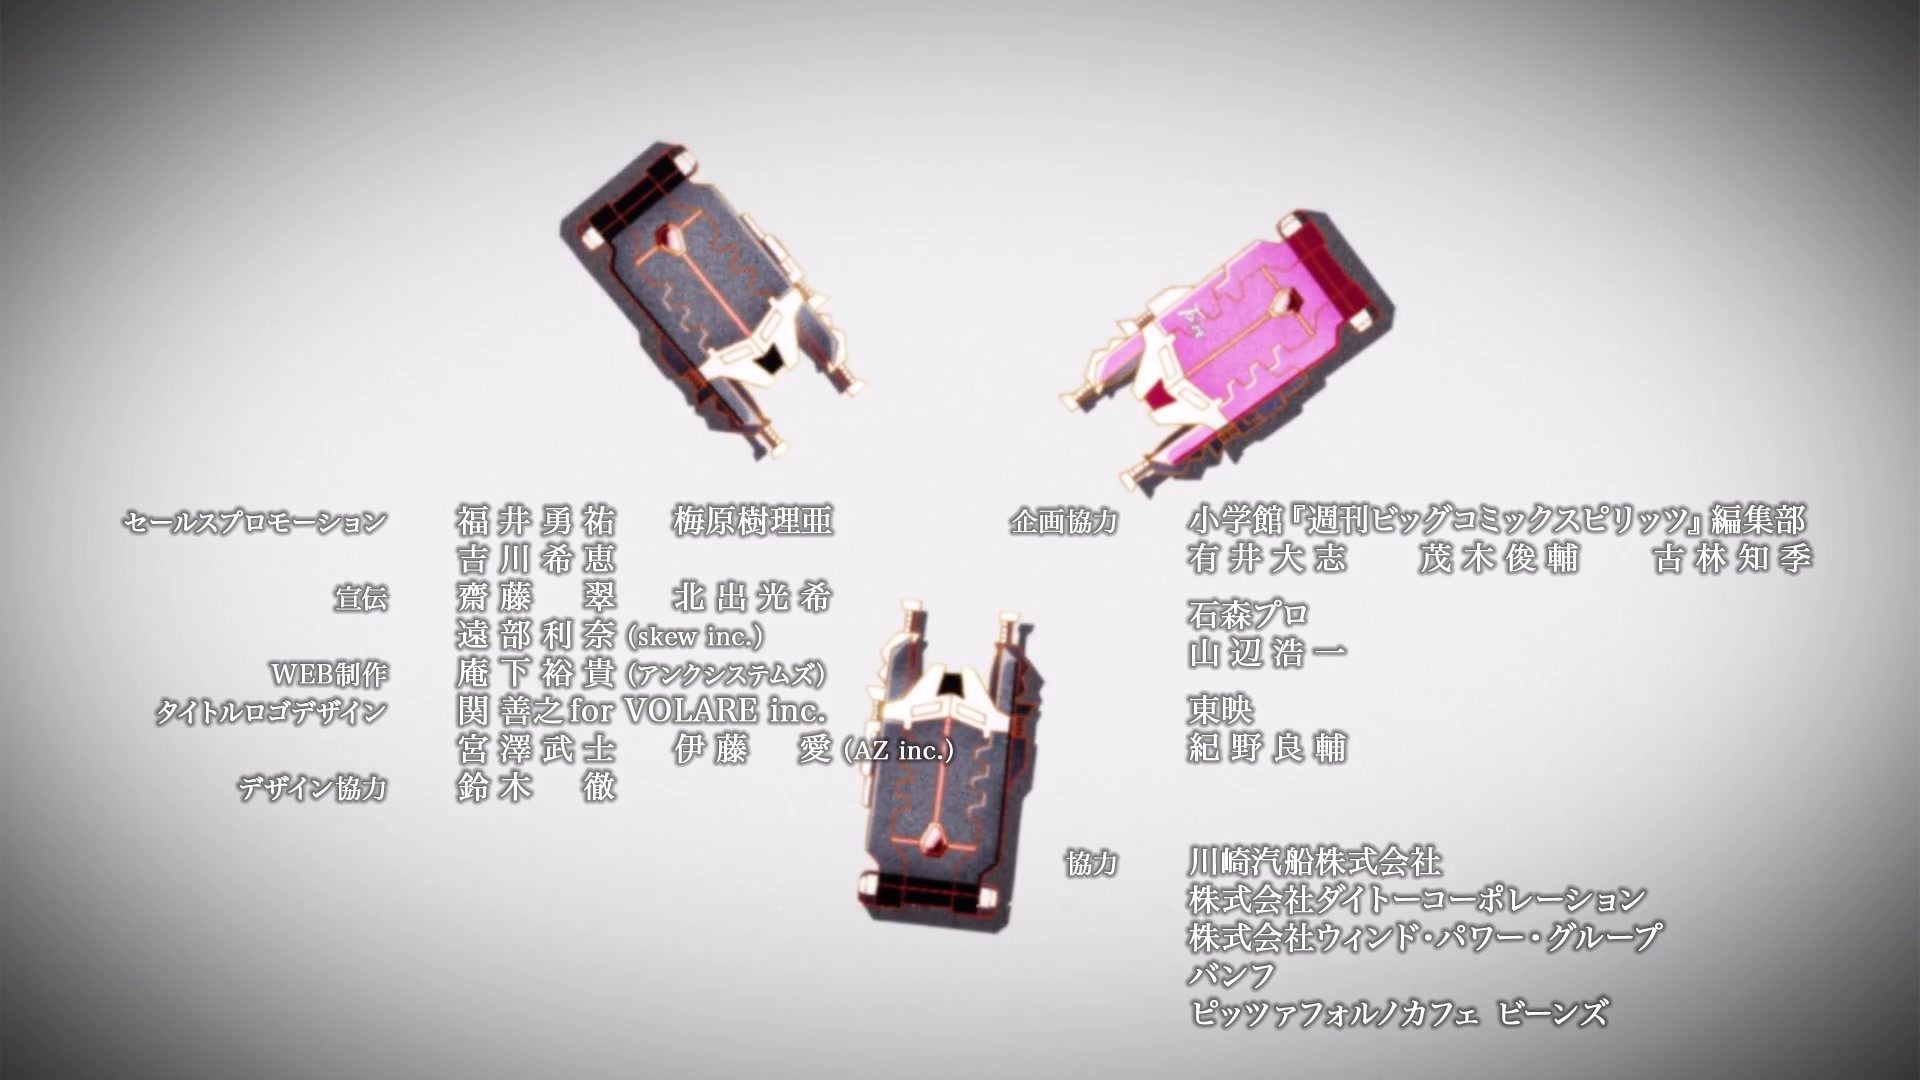 セールスプロモーション 福井勇祐 梅原樹理亜
吉川希恵
宣伝 齋藤 翠 北出光希
遠部利奈 (skew inc.)
WEB制作 庵下裕貴 (アンクシステムズ)
タイトルロゴデザイン 関 善之for VOLARE inc.
宮澤武士 伊藤 愛 (AZ inc.)
デザイン協力 鈴木 徹
企画協力 小学館『週刊ビッグコミックスピリッツ』編集部
有井大志 茂木俊輔 古林知季
石森プロ
山辺浩一
東映
紀野良輔
協力 川崎汽船株式会社
株式会社ダイトーコーポレーション
株式会社ウィンド・パワー・グループ
バンフ
ピッツァフォルノカフェ ビーンズ